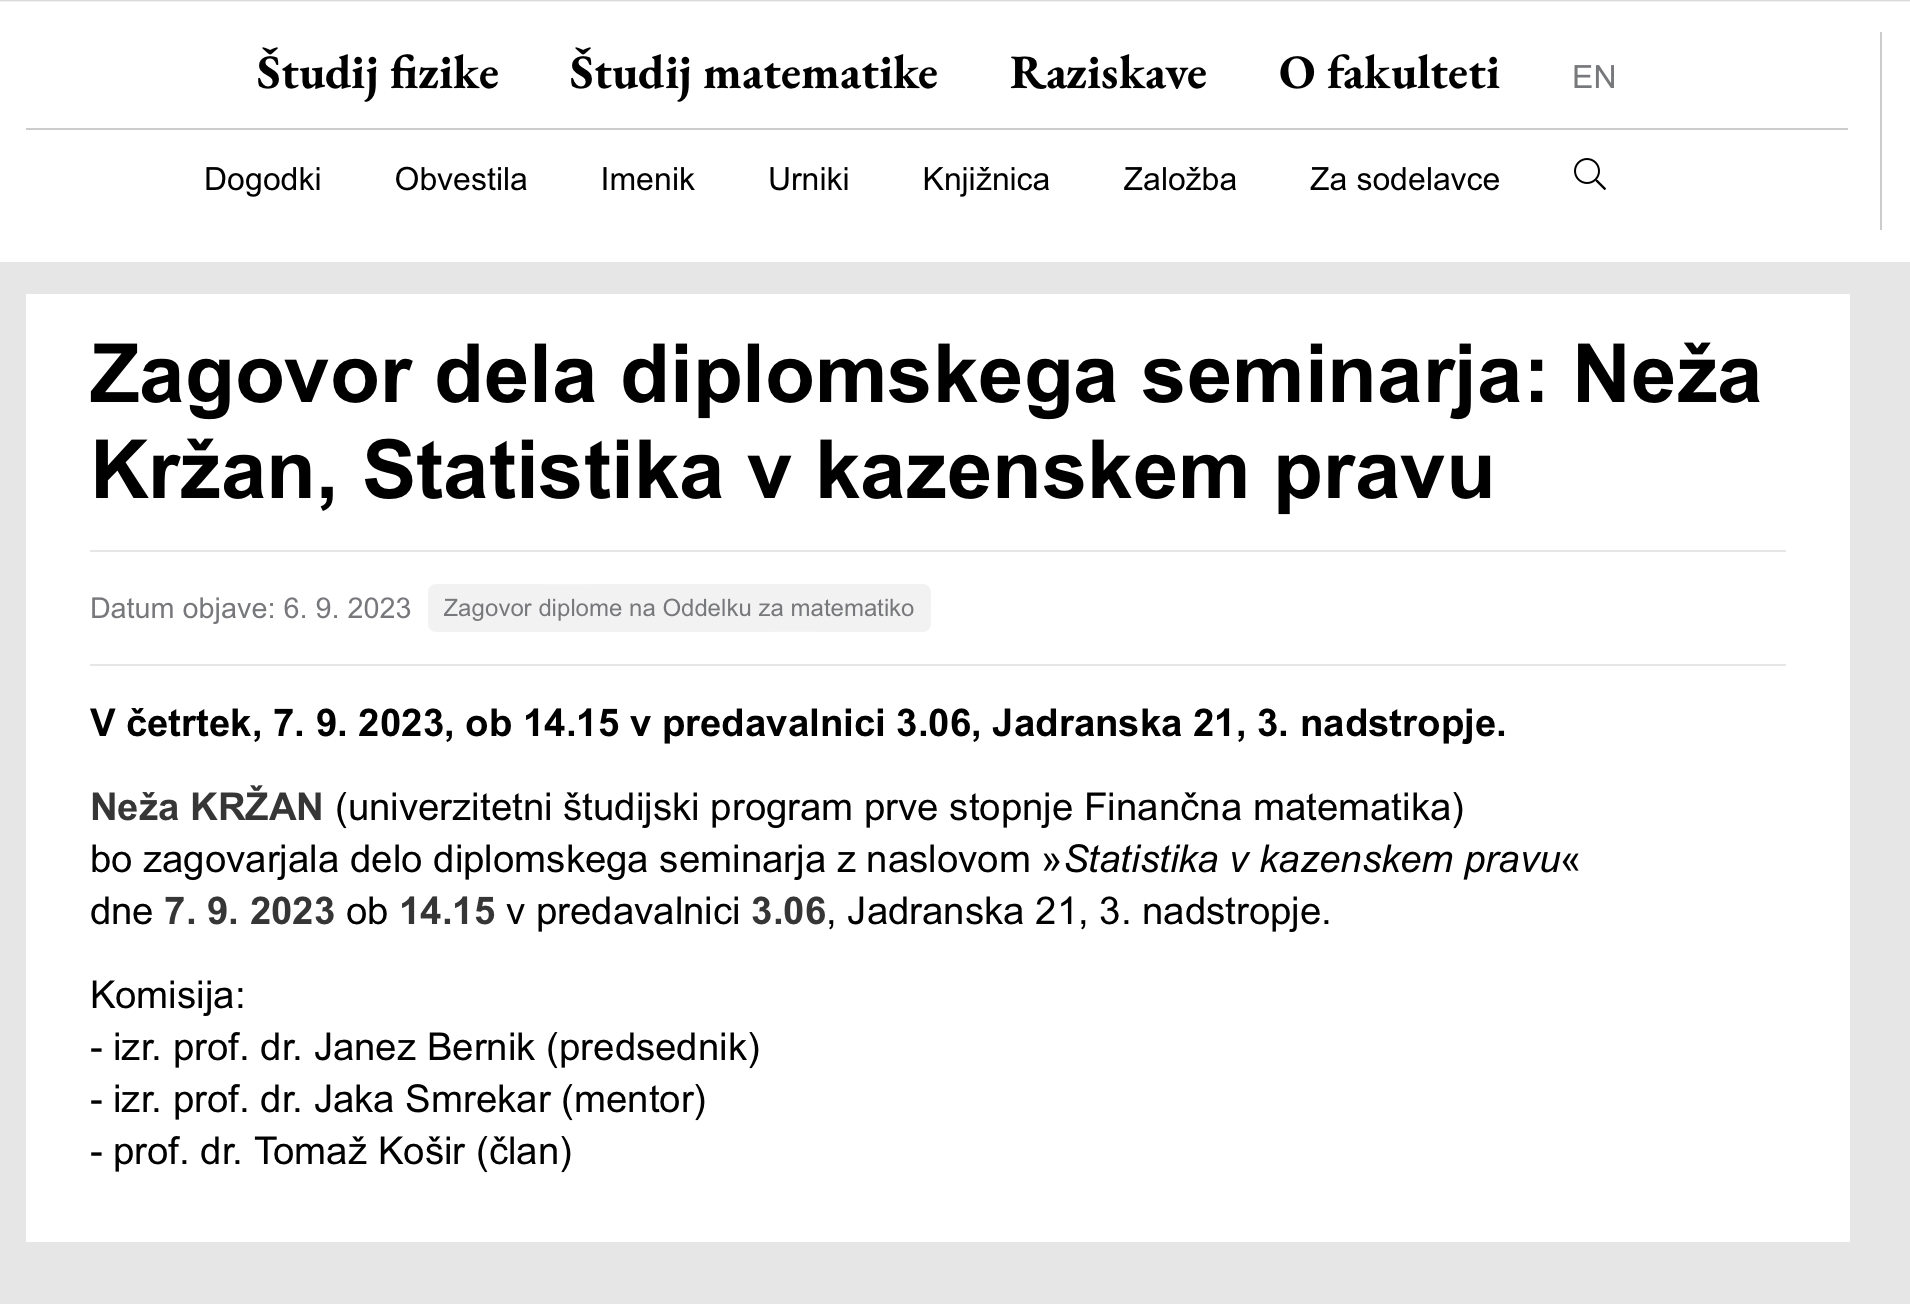 Študij fizike Študij matematike Raziskave O fakulteti EN
Dogodki Obvestila Imenik Urniki Knjižnica Založba Za sodelavce
Zagovor dela diplomskega seminarja: Neža
Kržan, Statistika v kazenskem pravu
Datum objave: 6. 9. 2023 Zagovor diplome na Oddelku za matematiko
V četrtek, 7. 9. 2023, ob 14.15 v predavalnici 3.06, Jadranska 21, 3. nadstropje.
Neža KRŽAN (univerzitetni študijski program prve stopnje Finančna matematika)
bo zagovarjala delo diplomskega seminarja z naslovom »Statistika v kazenskem pravu«
dne 7. 9. 2023 ob 14.15 v predavalnici 3.06, Jadranska 21, 3. nadstropje.
Komisija:
- izr. prof. dr. Janez Bernik (predsednik)
- izr. prof. dr. Jaka Smrekar (mentor)
- prof. dr. Tomaž Košir (član)